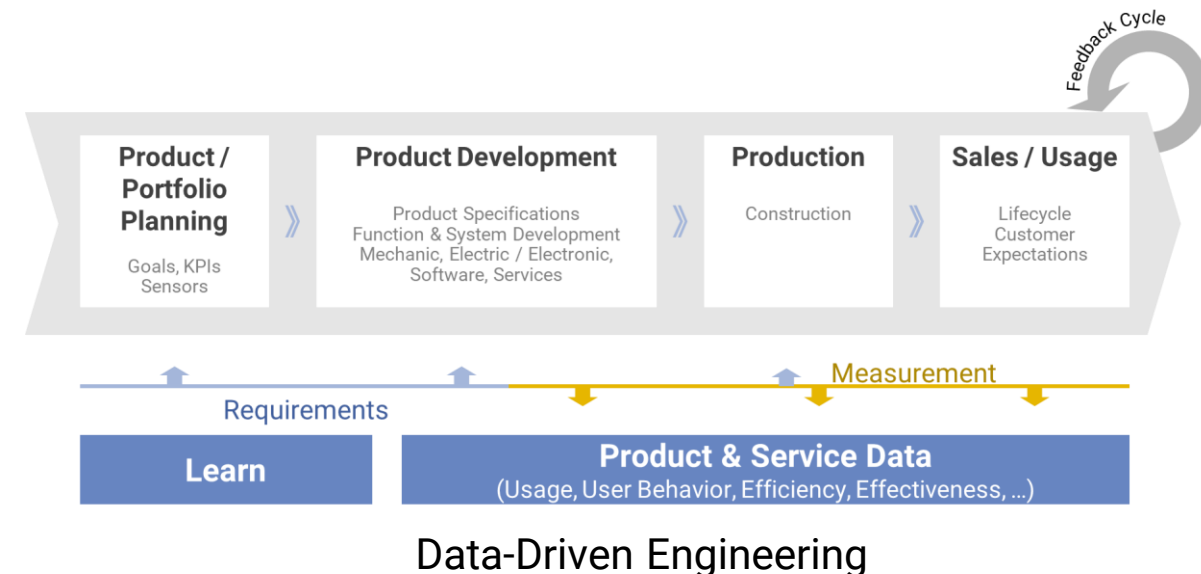 Feedback Cycle
Product /
Portfolio
Planning
Goals, KPIs
Sensors
Product Development
Product Specifications
Function & System Development
Mechanic, Electric / Electronic,
Software, Services
Production
Construction
Sales / Usage
Lifecycle
Customer
Expectations
Measurement
Requirements
Learn
Product & Service Data
(Usage, User Behavior, Efficiency, Effectiveness, ...)
Data-Driven Engineering